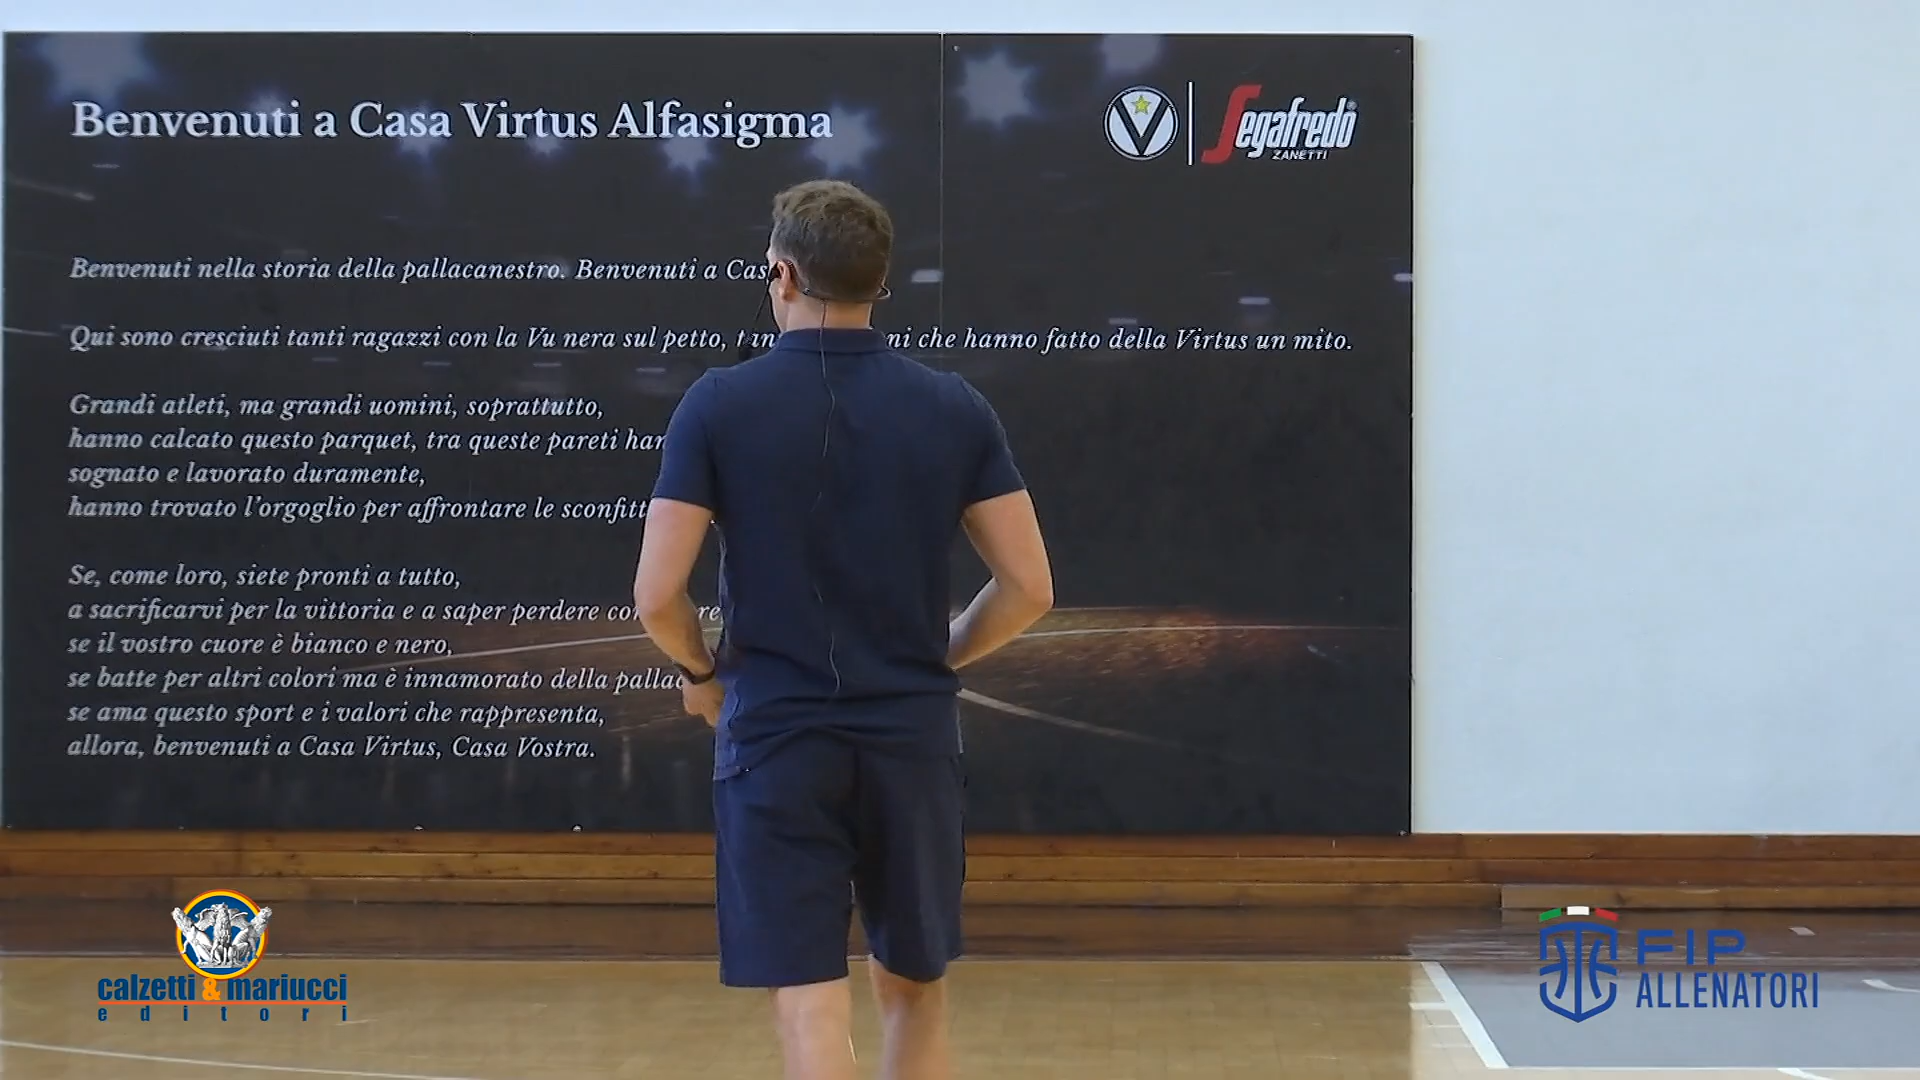 Benvenuti a Casa Virtus Alfasigma
V
Segafredo®
ZANETTI
Benvenuti nella storia della pallacanestro. Benvenuti a Cas
Qui sono cresciuti tanti ragazzi con la Vu nera sul petto, ni che hanno fatto della Virtus un mito.
Grandi atleti, ma grandi uomini, soprattutto,
hanno calcato questo parquet, tra queste pareti han
sognato e lavorato duramente,
hanno trovato l'orgoglio per affrontare le sconfitt
Se, come loro, siete pronti a tutto,
a sacrificarvi per la vittoria e a saper perdere con re
se il vostro cuore è bianco e nero,
se batte per altri colori ma è innamorato della pallac
se ama questo sport e i valori che rappresenta,
allora, benvenuti a Casa Virtus, Casa Vostra.
calzetti & mariucci
editori
FIP
ALLENATORI